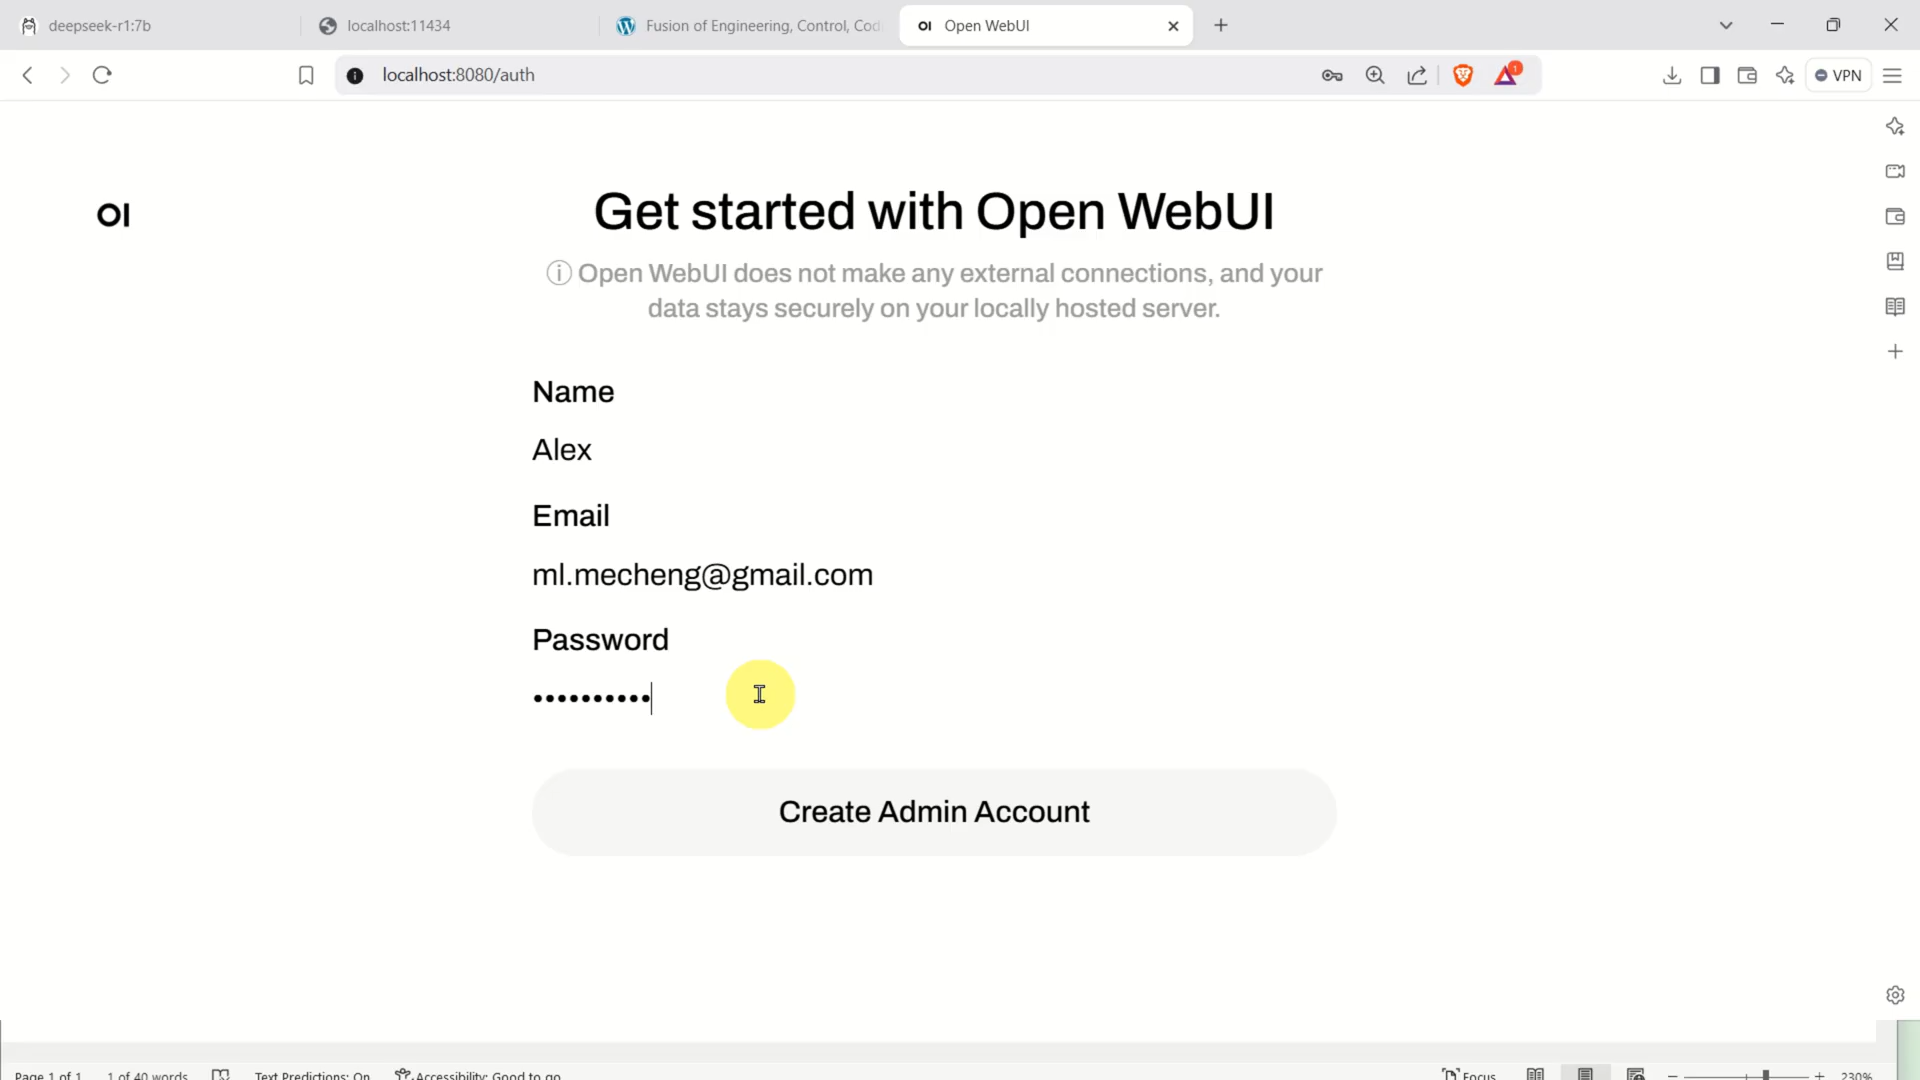 deepseek-r1:7b
localhost:11434
Fusion of Engineering, Control, Cod
OI Open WebUI
localhost:8080/auth
1
VPN
OI
Get started with Open WebUI
Open WebUI does not make any external connections, and your
data stays securely on your locally hosted server.
Name
Alex
Email
ml.mecheng@gmail.com
Password
••••••••••
Create Admin Account
Page 1 of 1 1 of 40 words Text Predictions: On Accessibility: Good to go Focus 230%